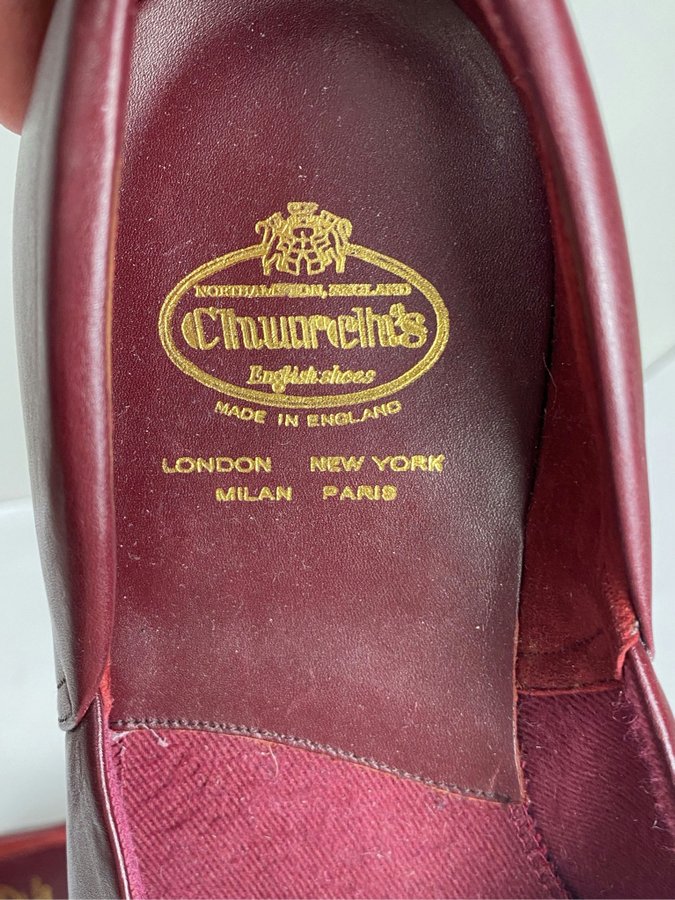 NORTHAMPTON, ENGLAND
Church's
English shoes
MADE IN ENGLAND
LONDON NEW YORK
MILAN PARIS